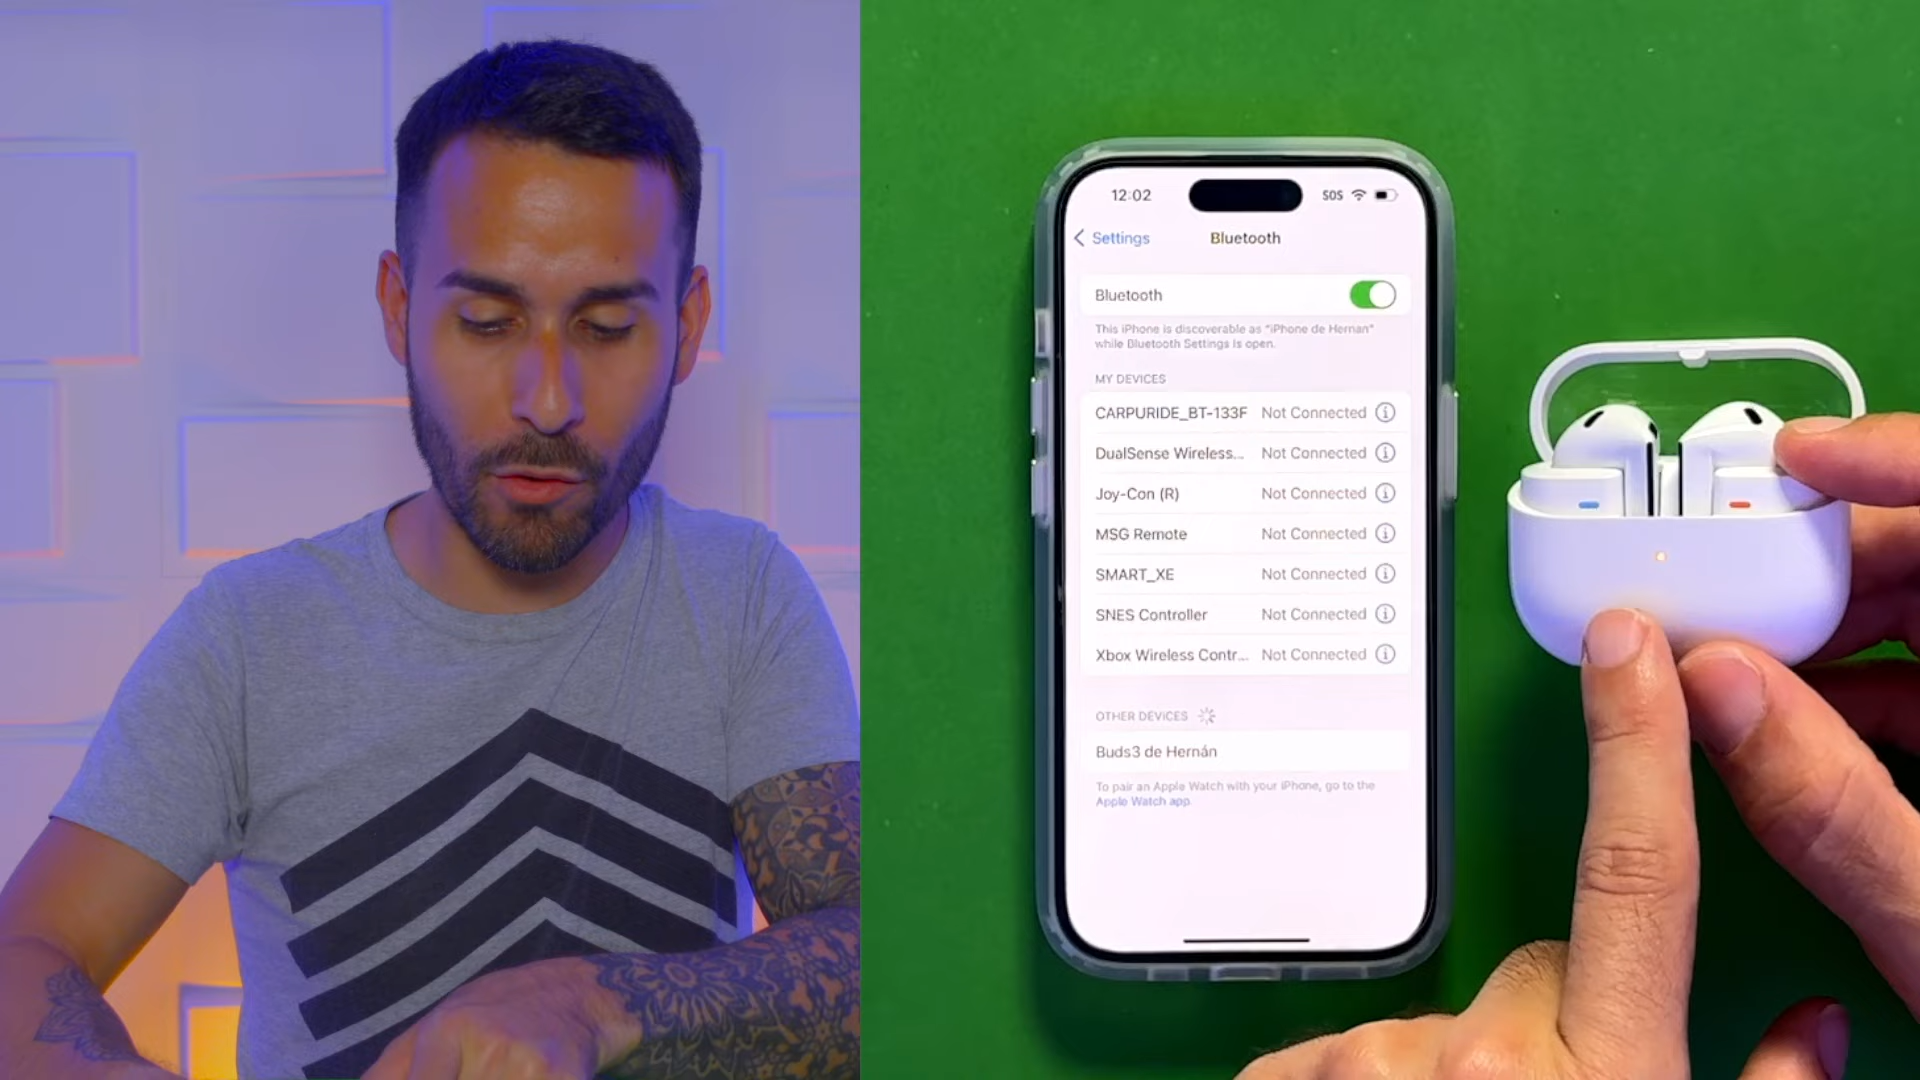 12:02 SOS
Settings Bluetooth
Bluetooth
This iPhone is discoverable as “iPhone de Hernan”
while Bluetooth Settings is open.
MY DEVICES
CARPURIDE_BT-133F Not Connected
DualSense Wireless... Not Connected
Joy-Con (R) Not Connected
MSG Remote Not Connected
SMART_XE Not Connected
SNES Controller Not Connected
Xbox Wireless Contr... Not Connected
OTHER DEVICES
Buds3 de Hernán
To pair an Apple Watch with your iPhone, go to the
Apple Watch app.